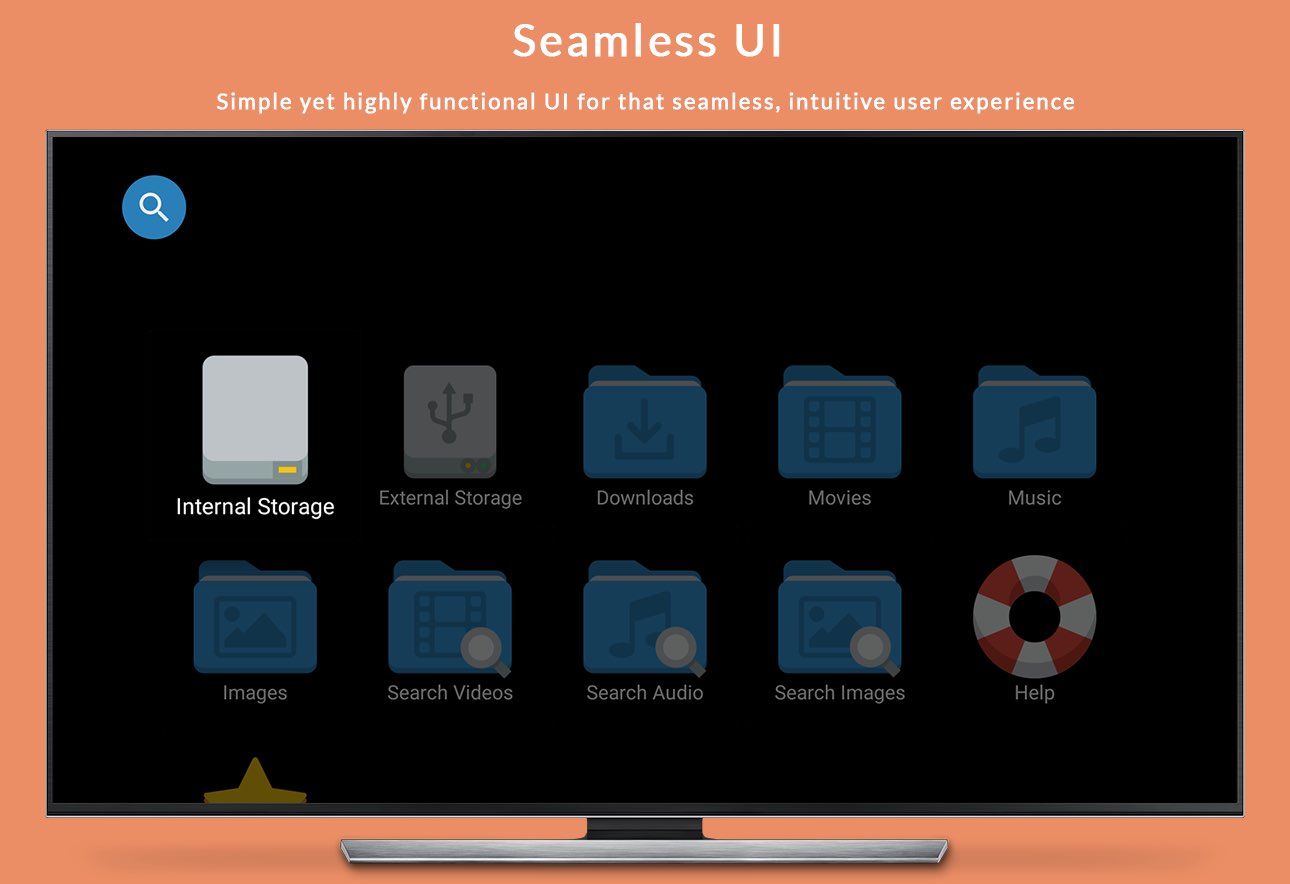 Seamless UI
Simple yet highly functional UI for that seamless, intuitive user experience
Internal Storage
External Storage
Downloads
Movies
Music
Images
Search Videos
Search Audio
Search Images
Help